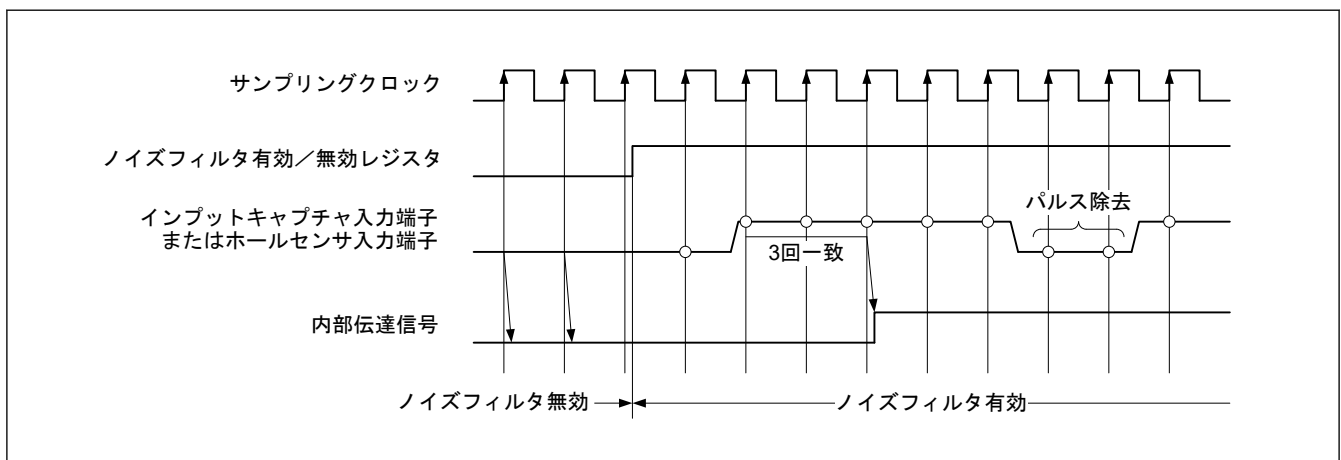 サンプリングクロック
ノイズフィルタ有効／無効レジスタ
インプットキャプチャ入力端子
またはホールセンサ入力端子
パルス除去
3回一致
内部伝達信号
ノイズフィルタ無効
ノイズフィルタ有効